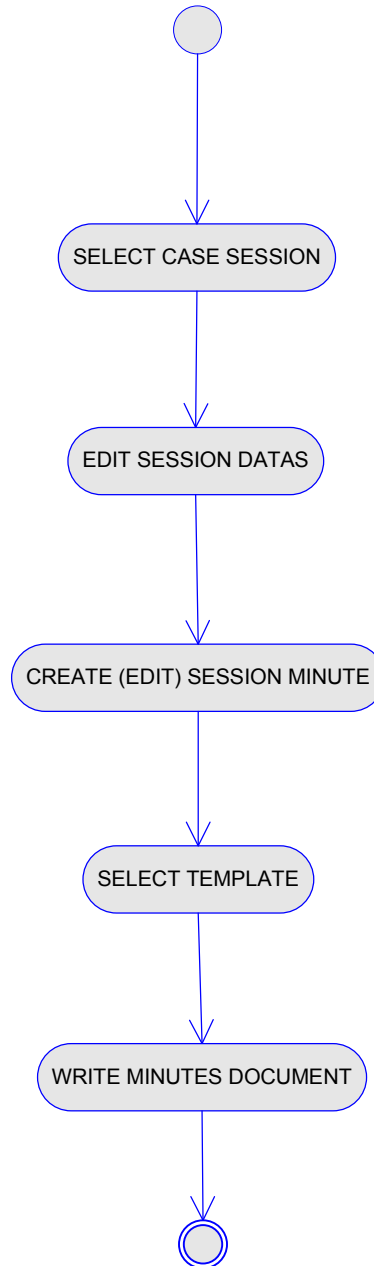 SELECT CASE SESSION
EDIT SESSION DATAS
CREATE (EDIT) SESSION MINUTE
SELECT TEMPLATE
WRITE MINUTES DOCUMENT